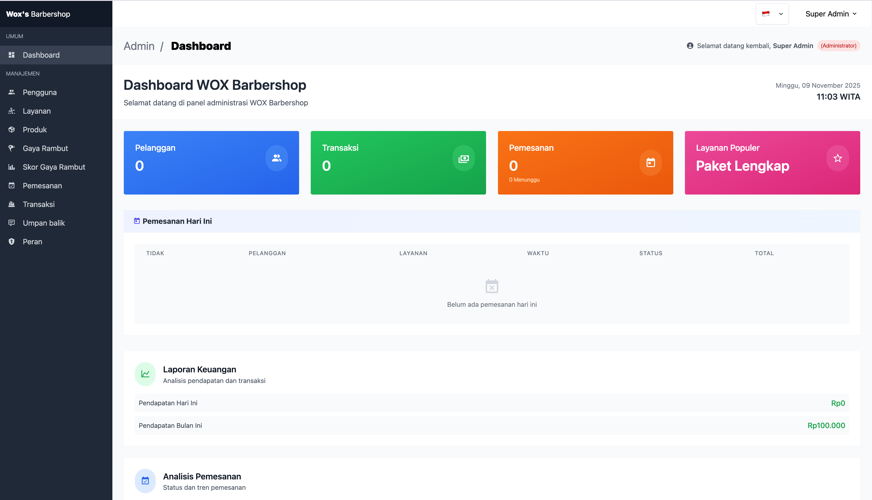 Wox's Barbershop
Super Admin
UMUM
Dashboard
MANAJEMEN
Pengguna
Layanan
Produk
Gaya Rambut
Skor Gaya Rambut
Pemesanan
Transaksi
Umpan balik
Peran
Admin / Dashboard
Selamat datang kembali, Super Admin (Administrator)
Dashboard WOX Barbershop
Selamat datang di panel administrasi WOX Barbershop
Minggu, 09 November 2025
11:03 WITA
Pelanggan
0
Transaksi
0
Pemesanan
0
0 Menunggu
Layanan Populer
Paket Lengkap
Pemesanan Hari Ini
TIDAK PELANGGAN LAYANAN WAKTU STATUS TOTAL
Belum ada pemesanan hari ini
Laporan Keuangan
Analisis pendapatan dan transaksi
Pendapatan Hari Ini Rp0
Pendapatan Bulan Ini Rp100.000
Analisis Pemesanan
Status dan tren pemesanan